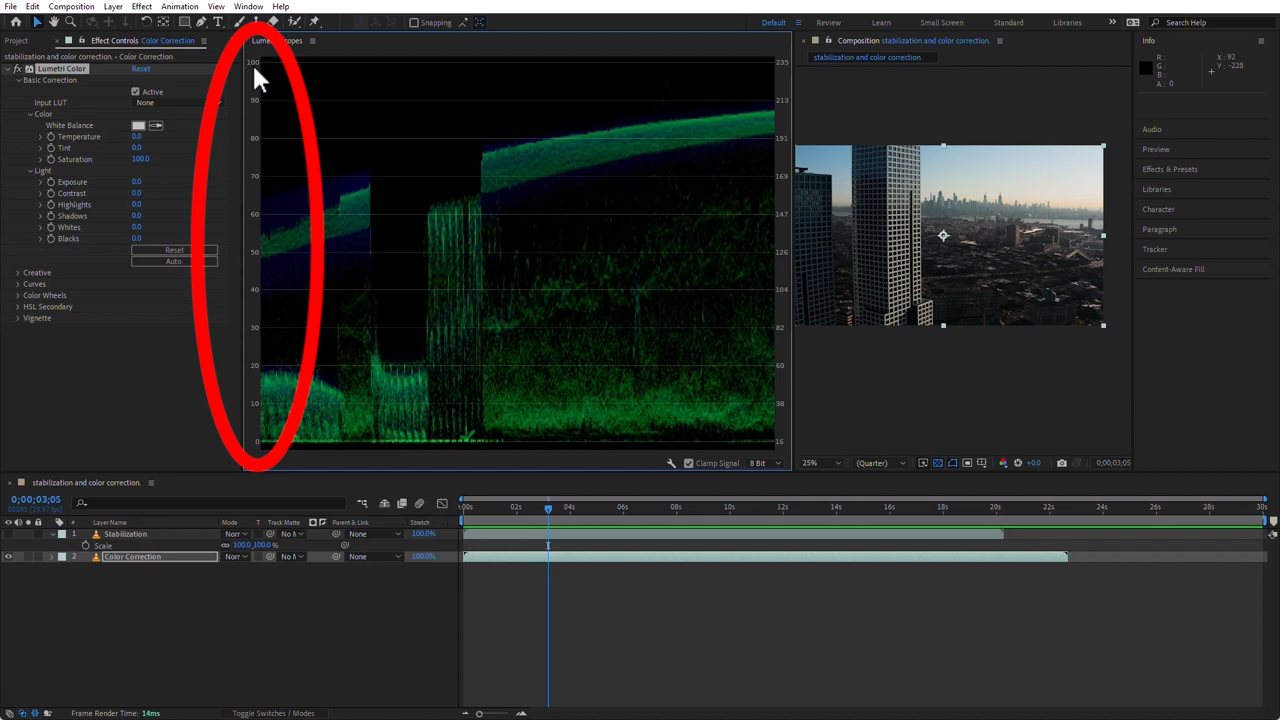 File Edit Composition Layer Effect Animation View Window Help
Snapping Default Review Learn Small Screen Standard Libraries Search Help
Project Effect Controls Color Correction
stabilization and color correction. • Color Correction
fx Lumetri Color Reset
Basic Correction
Active
Input LUT None
Color
White Balance
Temperature 0.0
Tint 0.0
Saturation 100.0
Light
Exposure 0.0
Contrast 0.0
Highlights 0.0
Shadows 0.0
Whites 0.0
Blacks 0.0
Reset
Auto
Creative
Curves
Color Wheels
HSL Secondary
Vignette
100 235
90 213
80 191
70 169
60 147
50 126
40 104
30 82
20 60
10 38
0 16
Clamp Signal 8 Bit
Composition stabilization and color correction.
stabilization and color correction.
25% (Quarter) +0.0 0;00;03;05
Info
R: X: 92
G: Y: -228
B:
A: 0
Audio
Preview
Effects & Presets
Libraries
Character
Paragraph
Tracker
Content-Aware Fill
stabilization and color correction.
0;00;03;05
00095 (29.97 fps)
# Layer Name Mode T Track Matte Parent & Link Stretch
1 Stabilization Norr No M None 100.0%
Scale 100.0,100.0 %
2 Color Correction Norr No M None 100.0%
02s 04s 06s 08s 10s 12s 14s 16s 18s 20s 22s 24s 26s 28s 30s
Frame Render Time: 14ms Toggle Switches / Modes